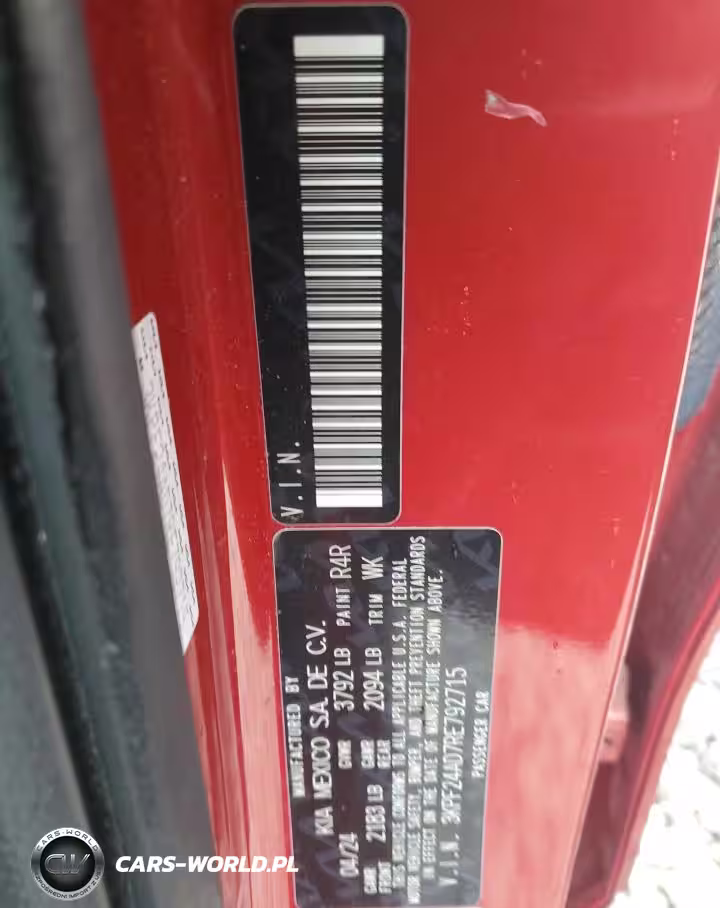 V.I.N.
MANUFACTURED BY
KIA MEXICO S.A. DE C.V.
04/24 GVWR 3792 LB PAINT R4R
GAWR FRONT 2183 LB GAWR REAR 2094 LB TRIM WK
THIS VEHICLE CONFORMS TO ALL APPLICABLE U.S.A. FEDERAL
MOTOR VEHICLE SAFETY, BUMPER, AND THEFT PREVENTION STANDARDS
IN EFFECT ON THE DATE OF MANUFACTURE SHOWN ABOVE.
V.I.N. 3KPF24AD7RE792715
PASSENGER CAR
CARS-WORLD
CARS-WORLD.PL